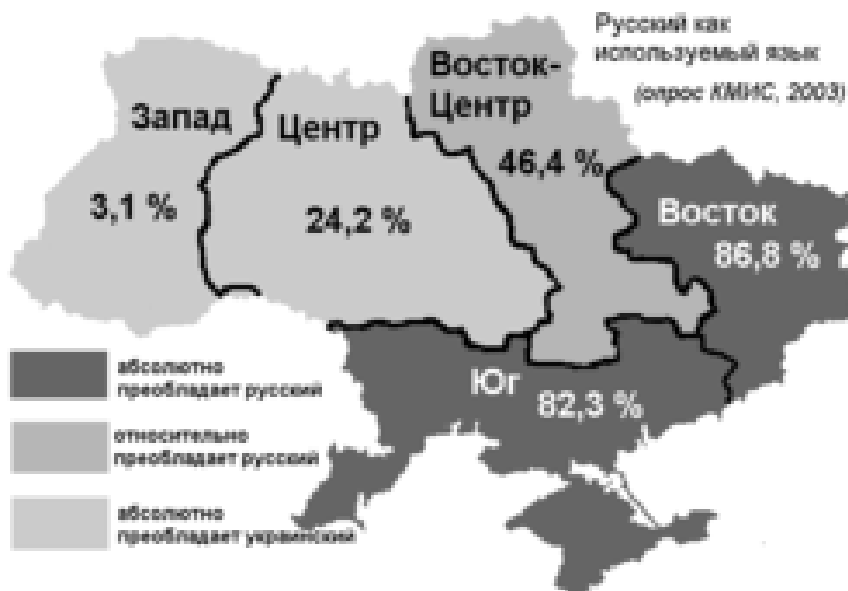 Русский как
используемый язык
(опрос КМИС, 2003)
Запад
3,1 %
Центр
24,2 %
Восток-
Центр
46,4 %
Восток
86,8 %
Юг
82,3 %
абсолютно
преобладает русский
относительно
преобладает русский
абсолютно
преобладает украинский